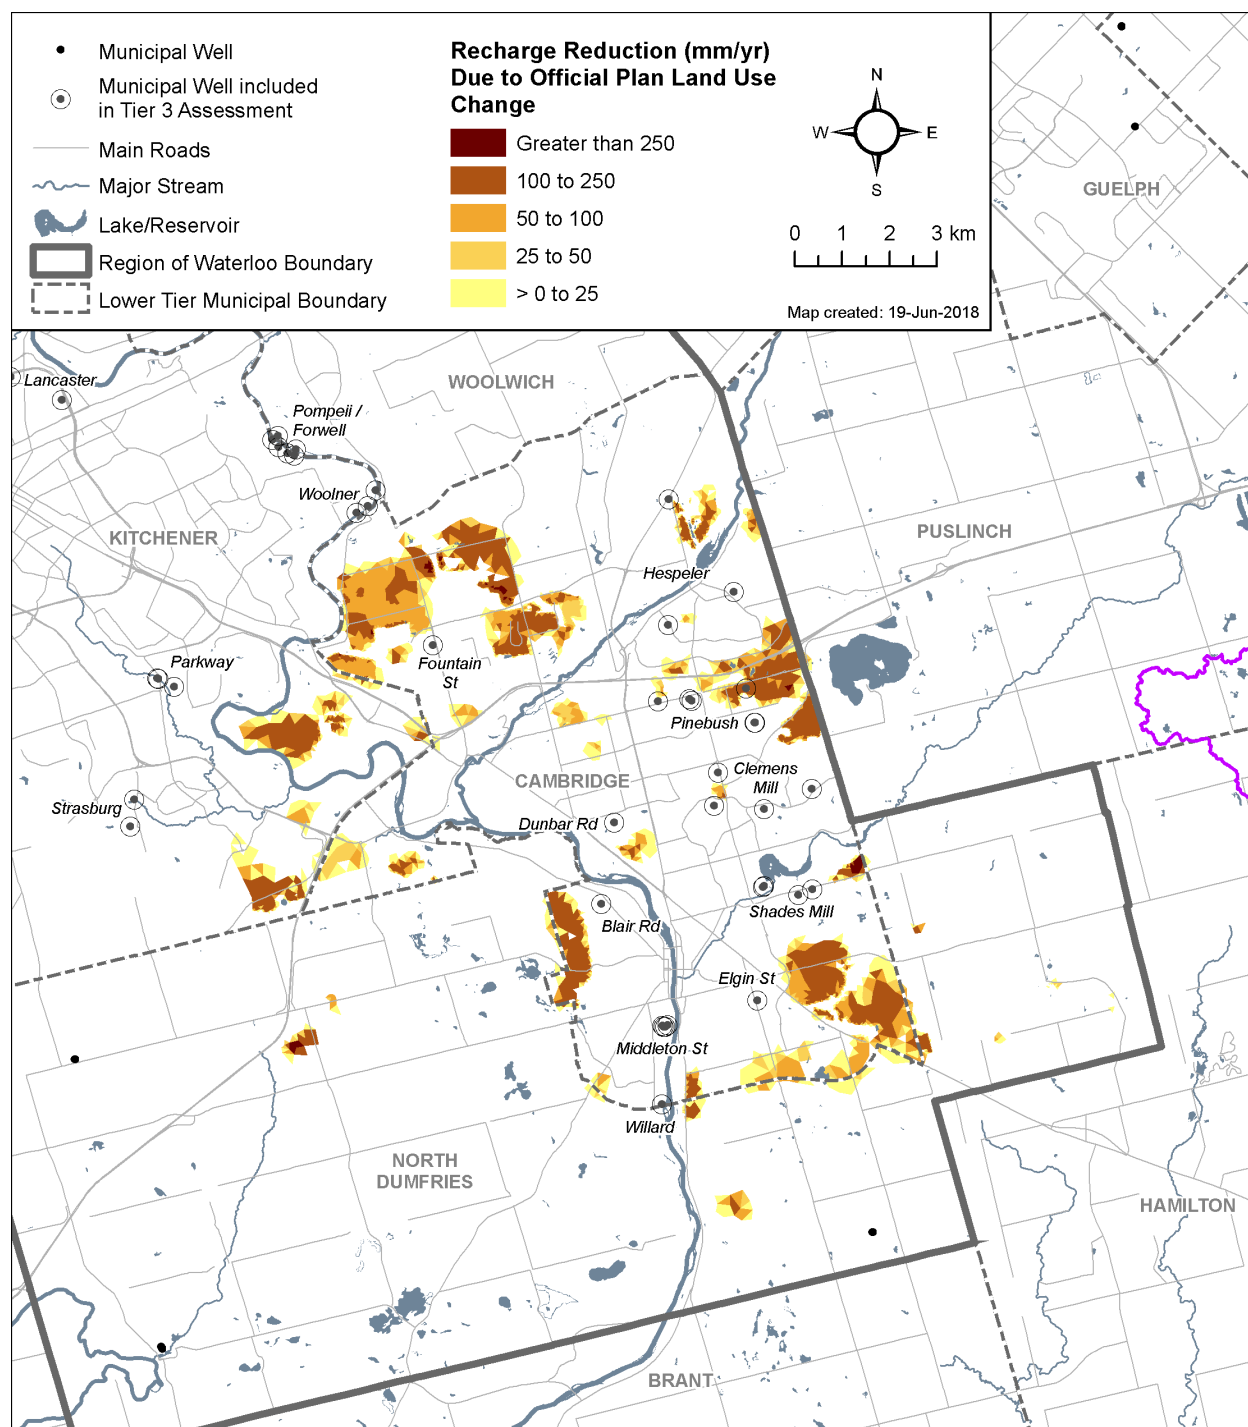 Municipal Well
Municipal Well included
in Tier 3 Assessment
Main Roads
Major Stream
Lake/Reservoir
Region of Waterloo Boundary
Lower Tier Municipal Boundary
Recharge Reduction (mm/yr)
Due to Official Plan Land Use
Change
Greater than 250
100 to 250
50 to 100
25 to 50
> 0 to 25
N
W E
S
0 1 2 3 km
Map created: 19-Jun-2018
GUELPH
Lancaster
WOOLWICH
Pompeii /
Forwell
Woolner
KITCHENER
PUSLINCH
Hespeler
Parkway
Fountain
St
Pinebush
CAMBRIDGE
Clemens
Mill
Strasburg
Dunbar Rd
Shades Mill
Blair Rd
Elgin St
Middleton St
Willard
NORTH
DUMFRIES
HAMILTON
BRANT